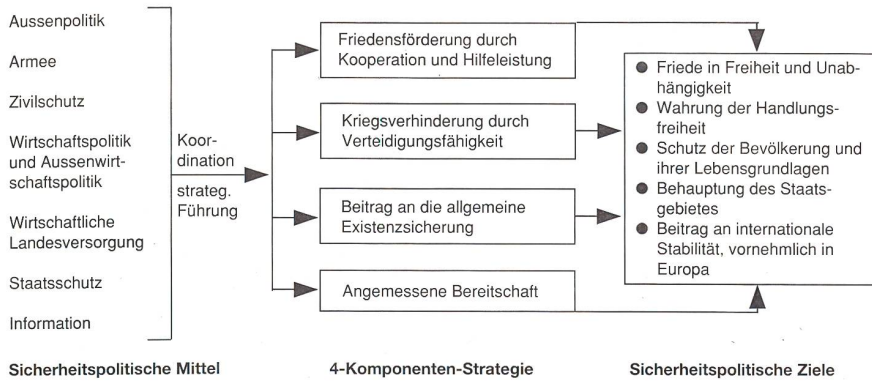 Aussenpolitik
Armee
Zivilschutz
Wirtschaftspolitik
und Aussenwirt-
schaftspolitik
Wirtschaftliche
Landesversorgung
Staatsschutz
Information
Sicherheitspolitische Mittel
Koor-
dination
strateg.
Führung
Friedensförderung durch
Kooperation und Hilfeleistung
Kriegsverhinderung durch
Verteidigungsfähigkeit
Beitrag an die allgemeine
Existenzsicherung
Angemessene Bereitschaft
4-Komponenten-Strategie
● Friede in Freiheit und Unab-
hängigkeit
● Wahrung der Handlungs-
freiheit
● Schutz der Bevölkerung und
ihrer Lebensgrundlagen
● Behauptung des Staats-
gebietes
● Beitrag an internationale
Stabilität, vornehmlich in
Europa
Sicherheitspolitische Ziele